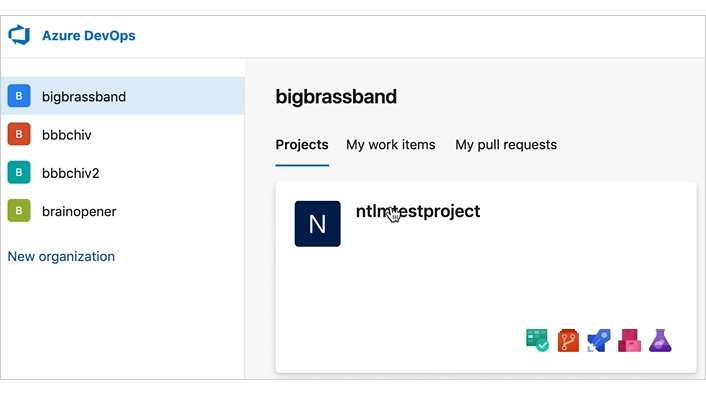 Azure DevOps
B bigbrassband
B bbbchiv
B bbbchiv2
B brainopener
New organization
bigbrassband
Projects My work items My pull requests
N ntlmtestproject